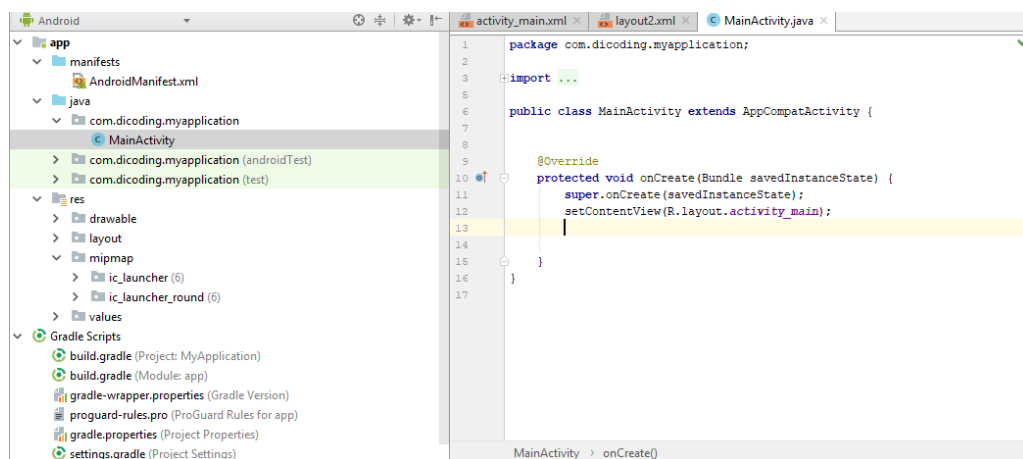 Android
app
manifests
AndroidManifest.xml
java
com.dicoding.myapplication
MainActivity
com.dicoding.myapplication (androidTest)
com.dicoding.myapplication (test)
res
drawable
layout
mipmap
ic_launcher (6)
ic_launcher_round (6)
values
Gradle Scripts
build.gradle (Project: MyApplication)
build.gradle (Module: app)
gradle-wrapper.properties (Gradle Version)
proguard-rules.pro (ProGuard Rules for app)
gradle.properties (Project Properties)
settings.gradle (Project Settings)
activity_main.xml layout2.xml MainActivity.java
1 package com.dicoding.myapplication;
2
3 import ...
5
6 public class MainActivity extends AppCompatActivity {
7
8
9 @Override
10 protected void onCreate(Bundle savedInstanceState) {
11 super.onCreate(savedInstanceState);
12 setContentView(R.layout.activity_main);
13
14
15 }
16 }
17
MainActivity > onCreate()